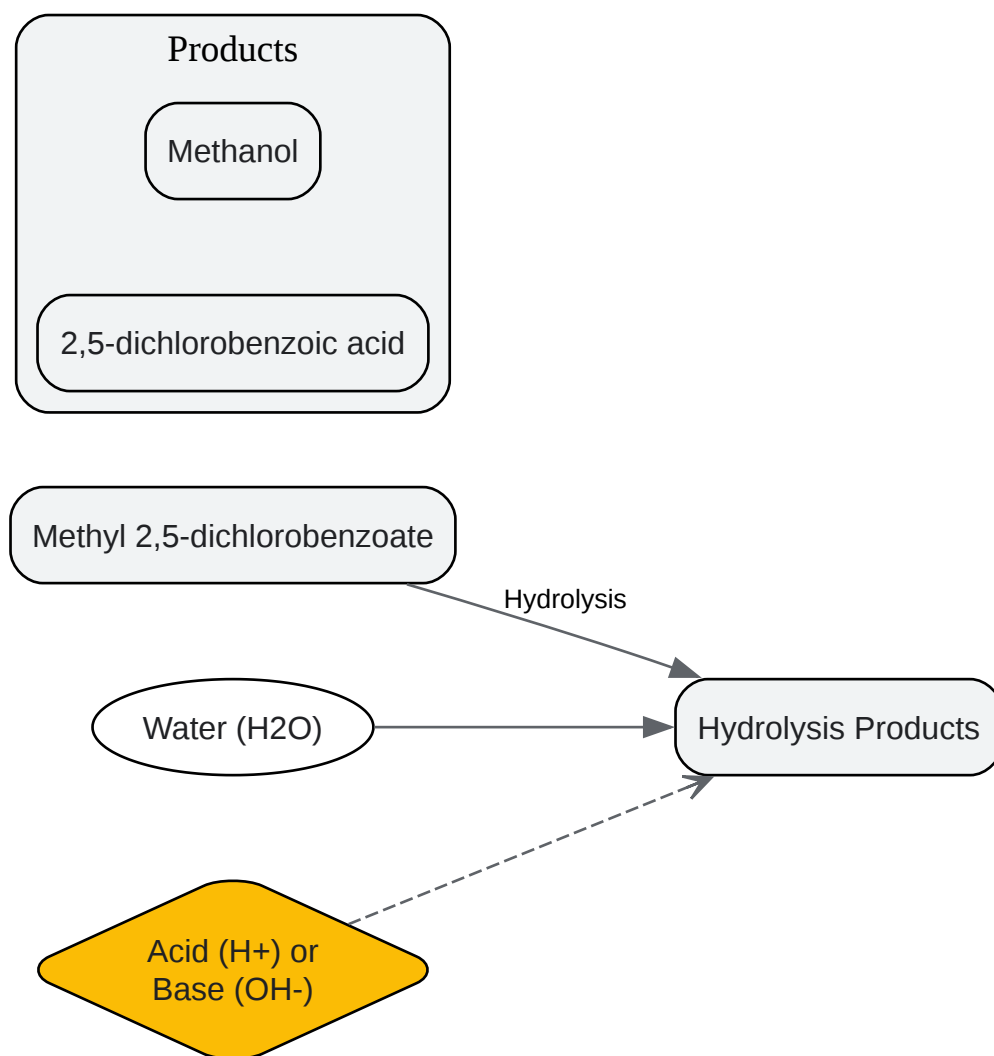 Products
Methanol
2,5-dichlorobenzoic acid
Methyl 2,5-dichlorobenzoate
Hydrolysis
Water (H2O)
Hydrolysis Products
Acid (H+) or
Base (OH-)